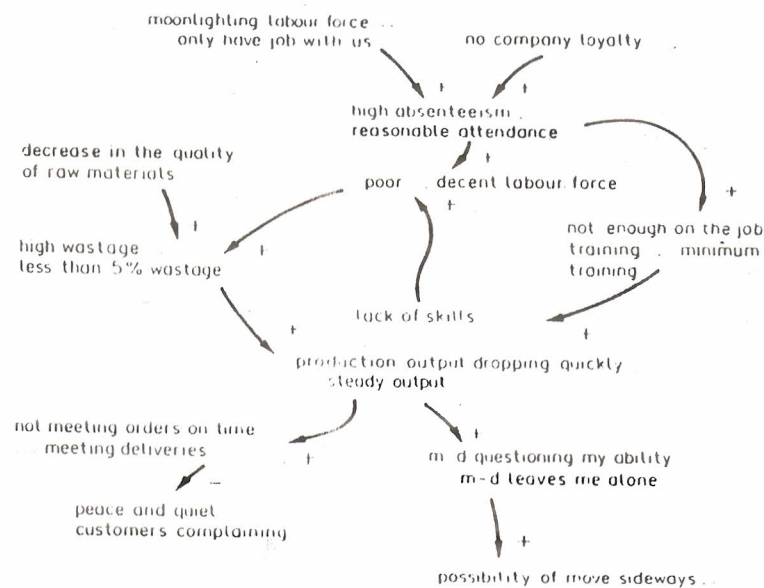 moonlighting labour force ..
only have job with us
no company loyalty
+
+
high absenteeism .
reasonable attendance
+
decrease in the quality
of raw materials
poor . decent labour force
+
+
+
+
not enough on the job
training . minimum
training
high wastage
less than 5% wastage
lack of skills
+
+
production output dropping quickly
steady output
not meeting orders on time
meeting deliveries
+
+
m-d questioning my ability
m-d leaves me alone
-
peace and quiet
customers complaining
+
possibility of move sideways ..